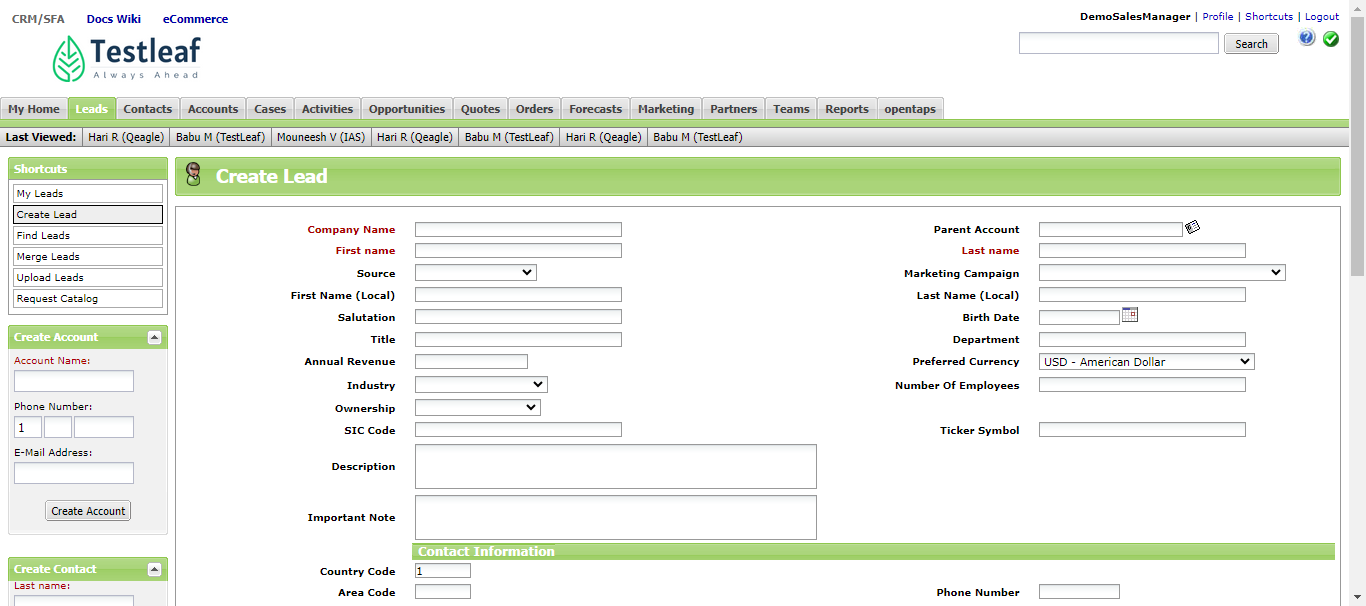 CRM/SFA Docs Wiki eCommerce
DemoSalesManager | Profile | Shortcuts | Logout
Testleaf
Always Ahead
Search
?
My Home Leads Contacts Accounts Cases Activities Opportunities Quotes Orders Forecasts Marketing Partners Teams Reports opentaps
Last Viewed: Hari R (Qeagle) Babu M (TestLeaf) Mouneesh V (IAS) Hari R (Qeagle) Babu M (TestLeaf) Hari R (Qeagle) Babu M (TestLeaf)
Shortcuts
My Leads
Create Lead
Find Leads
Merge Leads
Upload Leads
Request Catalog
Create Account
Account Name:
Phone Number:
1
E-Mail Address:
Create Account
Create Contact
Last name:
Create Lead
Company Name Parent Account
First name Last name
Source Marketing Campaign
First Name (Local) Last Name (Local)
Salutation Birth Date
Title Department
Annual Revenue Preferred Currency USD - American Dollar
Industry Number Of Employees
Ownership
SIC Code Ticker Symbol
Description
Important Note
Contact Information
Country Code 1
Area Code Phone Number